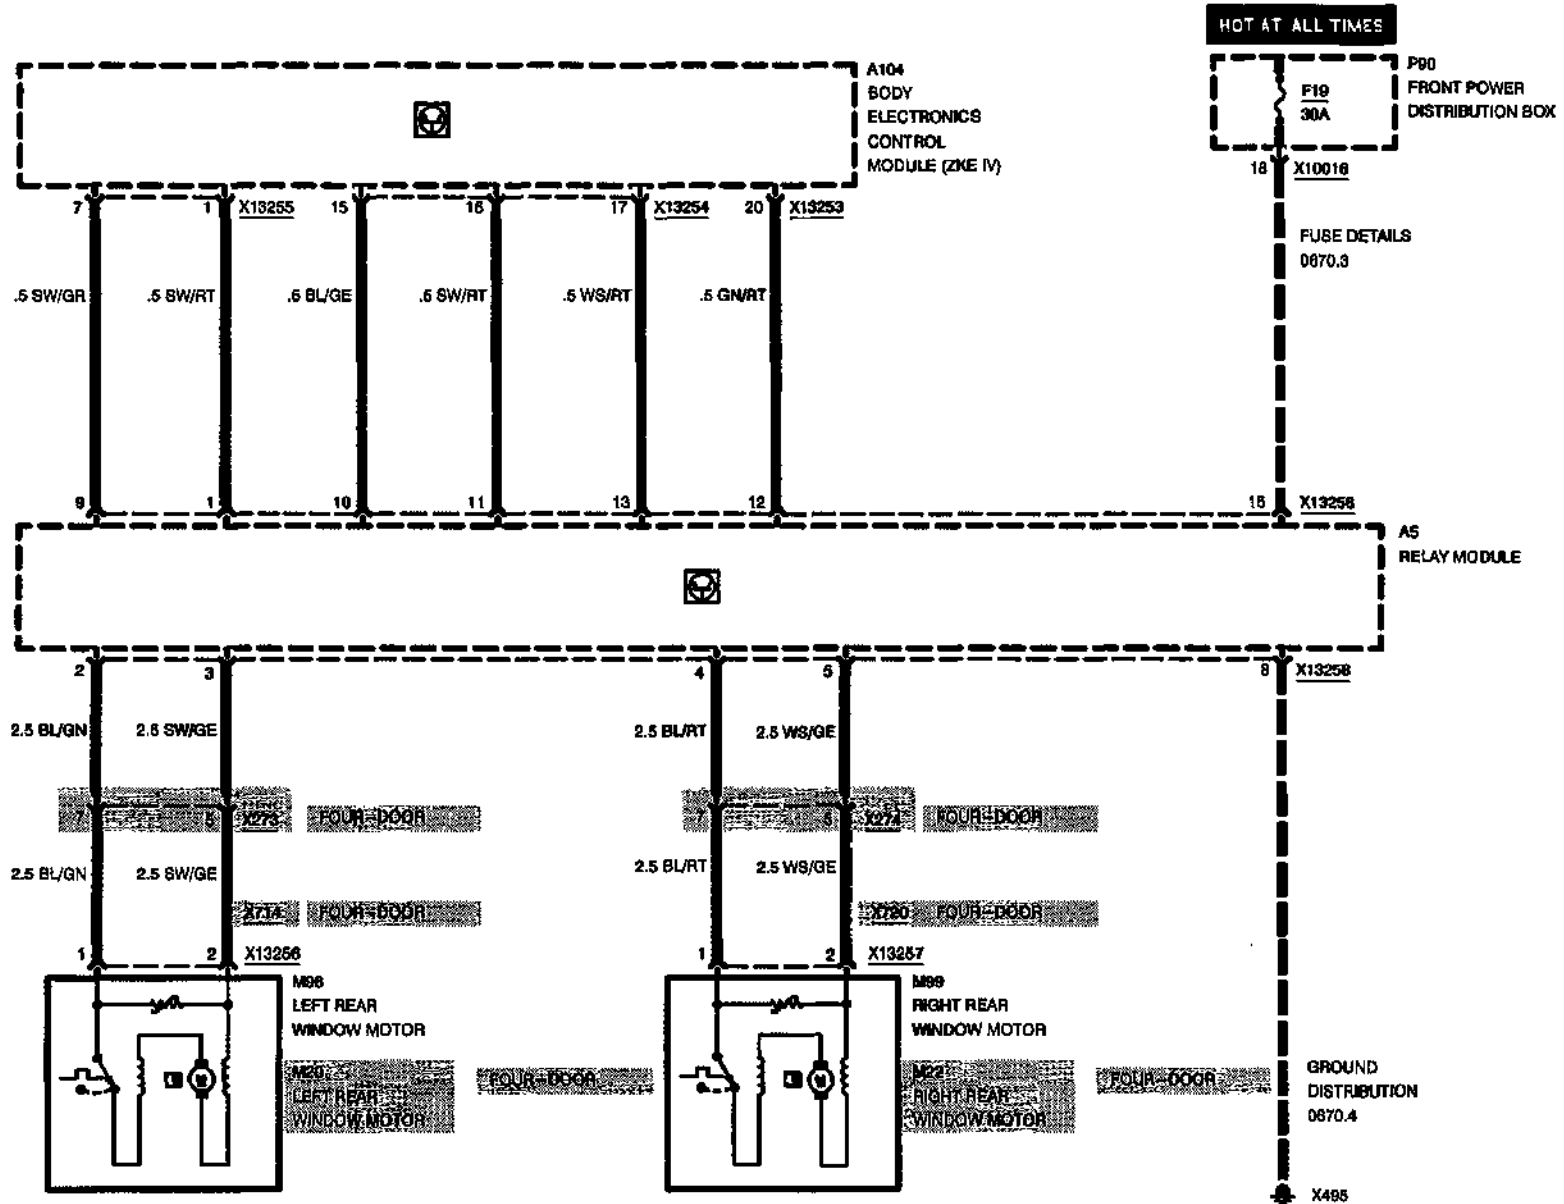 HOT AT ALL TIMES
A104
BODY
ELECTRONICS
CONTROL
MODULE (ZKE IV)
F19
30A
P90
FRONT POWER
DISTRIBUTION BOX
18 X10016
7 1 X13255 15 16 17 X13254 20 X13253
FUSE DETAILS
0670.3
.5 SW/GR .5 SW/RT .5 BL/GE .5 SW/RT .5 WS/RT .5 GN/RT
9 1 10 11 13 12 15 X13258
A5
RELAY MODULE
2 3 4 5 8 X13258
2.5 BL/GN 2.5 SW/GE 2.5 BL/RT 2.5 WS/GE
7 5 X273 FOUR-DOOR 7 X274 FOUR-DOOR
2.5 BL/GN 2.5 SW/GE 2.5 BL/RT 2.5 WS/GE
X714 FOUR-DOOR X720 FOUR-DOOR
1 2 X13256 1 2 X13257
M98
LEFT REAR
WINDOW MOTOR
M99
RIGHT REAR
WINDOW MOTOR
M20
LEFT REAR
WINDOW MOTOR
FOUR-DOOR
M22
RIGHT REAR
WINDOW MOTOR
FOUR-DOOR
GROUND
DISTRIBUTION
0670.4
X495